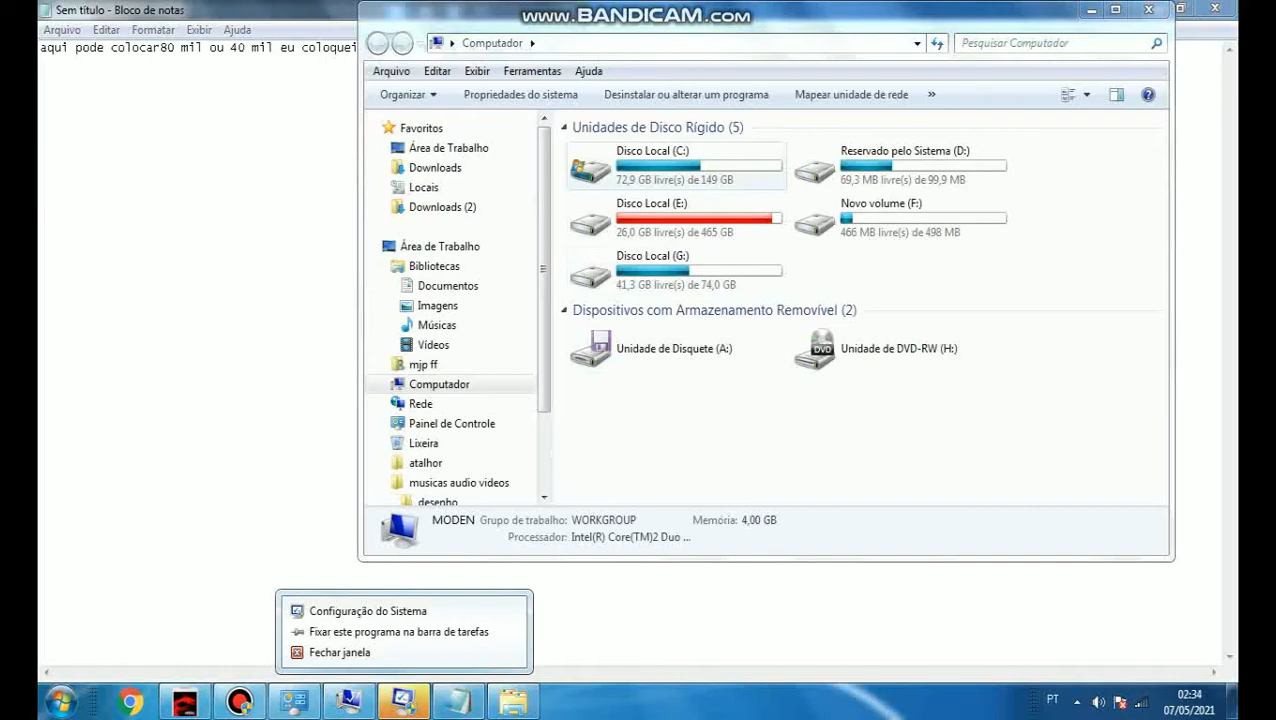 Sem título - Bloco de notas
www.BANDICAM.com
Arquivo Editar Formatar Exibir Ajuda
aqui pode colocar80 mil ou 40 mil eu coloquei
Computador
Pesquisar Computador
Arquivo Editar Exibir Ferramentas Ajuda
Organizar Propriedades do sistema Desinstalar ou alterar um programa Mapear unidade de rede »
Favoritos
Área de Trabalho
Downloads
Locais
Downloads (2)
Área de Trabalho
Bibliotecas
Documentos
Imagens
Músicas
Vídeos
mjp ff
Computador
Rede
Painel de Controle
Lixeira
atalhor
musicas audio videos
desenho
Unidades de Disco Rígido (5)
Disco Local (C:)
72,9 GB livre(s) de 149 GB
Reservado pelo Sistema (D:)
69,3 MB livre(s) de 99,9 MB
Disco Local (E:)
26,0 GB livre(s) de 465 GB
Novo volume (F:)
466 MB livre(s) de 498 MB
Disco Local (G:)
41,3 GB livre(s) de 74,0 GB
Dispositivos com Armazenamento Removível (2)
Unidade de Disquete (A:)
DVD
Unidade de DVD-RW (H:)
MODEN Grupo de trabalho: WORKGROUP Memória: 4,00 GB
Processador: Intel(R) Core(TM)2 Duo ...
Configuração do Sistema
Fixar este programa na barra de tarefas
Fechar janela
PT
02:34
07/05/2021